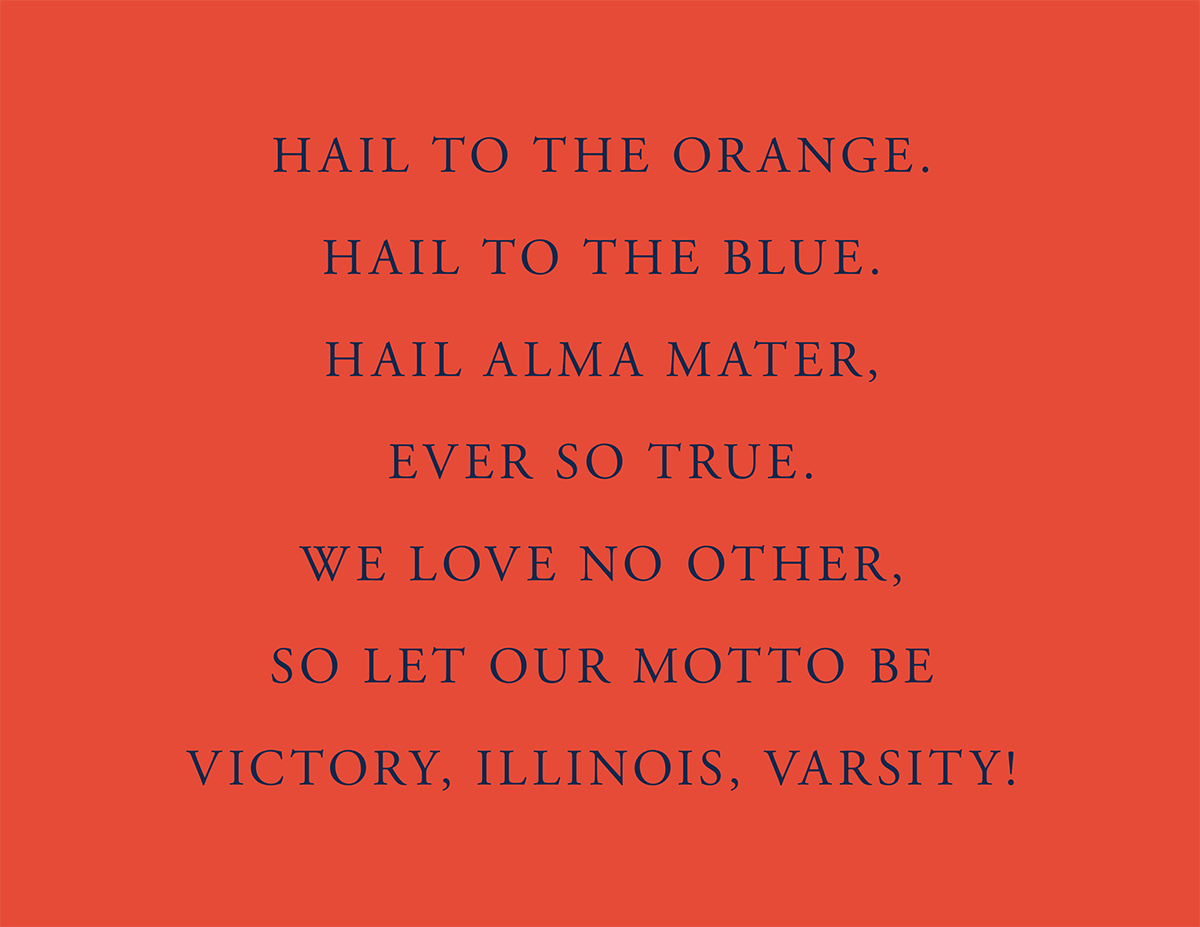 HAIL TO THE ORANGE.
HAIL TO THE BLUE.
HAIL ALMA MATER,
EVER SO TRUE.
WE LOVE NO OTHER,
SO LET OUR MOTTO BE
VICTORY, ILLINOIS, VARSITY!